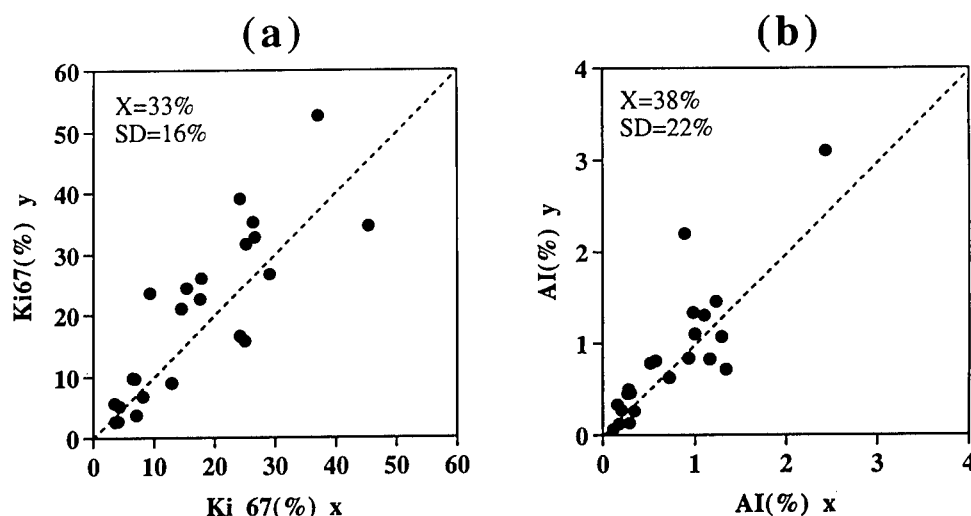 (a)
(b)
60
50
40
30
20
10
0
Ki67(%) y
X=33%
SD=16%
0 10 20 30 40 50 60
Ki 67(%) x
4
3
2
1
0
AI(%) y
X=38%
SD=22%
0 1 2 3 4
AI(%) x